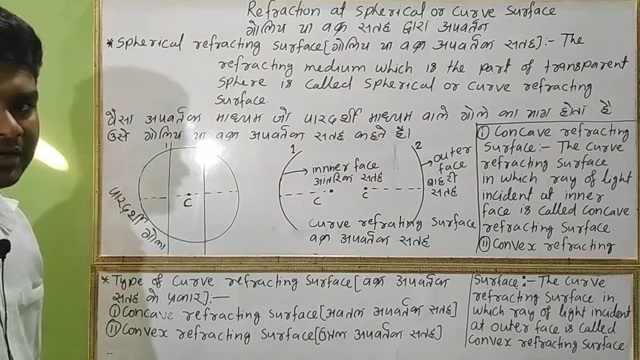 Refraction at Spherical or Curve Surface
गोलिय या वक्र सतह द्वारा अपवर्तन
* Spherical refracting Surface [गोलिय या वक्र अपवर्तक सतह] :- The
refracting medium which is the part of transparent
Sphere is called Spherical or curve refracting
Surface
वैसा अपवर्तक माध्यम जो पारदर्शी माध्यम वाले गोले का भाग होता है
उसे गोलिय या वक्र अपवर्तक सतह कहते है।
पारदर्शी गोला
C
1
innner face
आंतरिक सतह
C
C
2
outer
face
बाहरी
सतह
Curve refrating Surface
वक्र अपवर्तक सतह
(i) Concave refracting
Surface :- The curve
refracting Surface
in which ray of light
incident at inner
face is called concave
refracting Surface
(ii) Convex refracting
* Type of Curve refracting Surface [वक्र अपवर्तक
सतह के प्रकार] :-
(i) Concave refracting Surface [अवतल अपवर्तक सतह]
(ii) Convex refracting Surface [उत्तल अपवर्तक सतह]
Surface :- The curve
refracting Surface in
which ray of light incident
at outer face is called
Convex refracting Surface